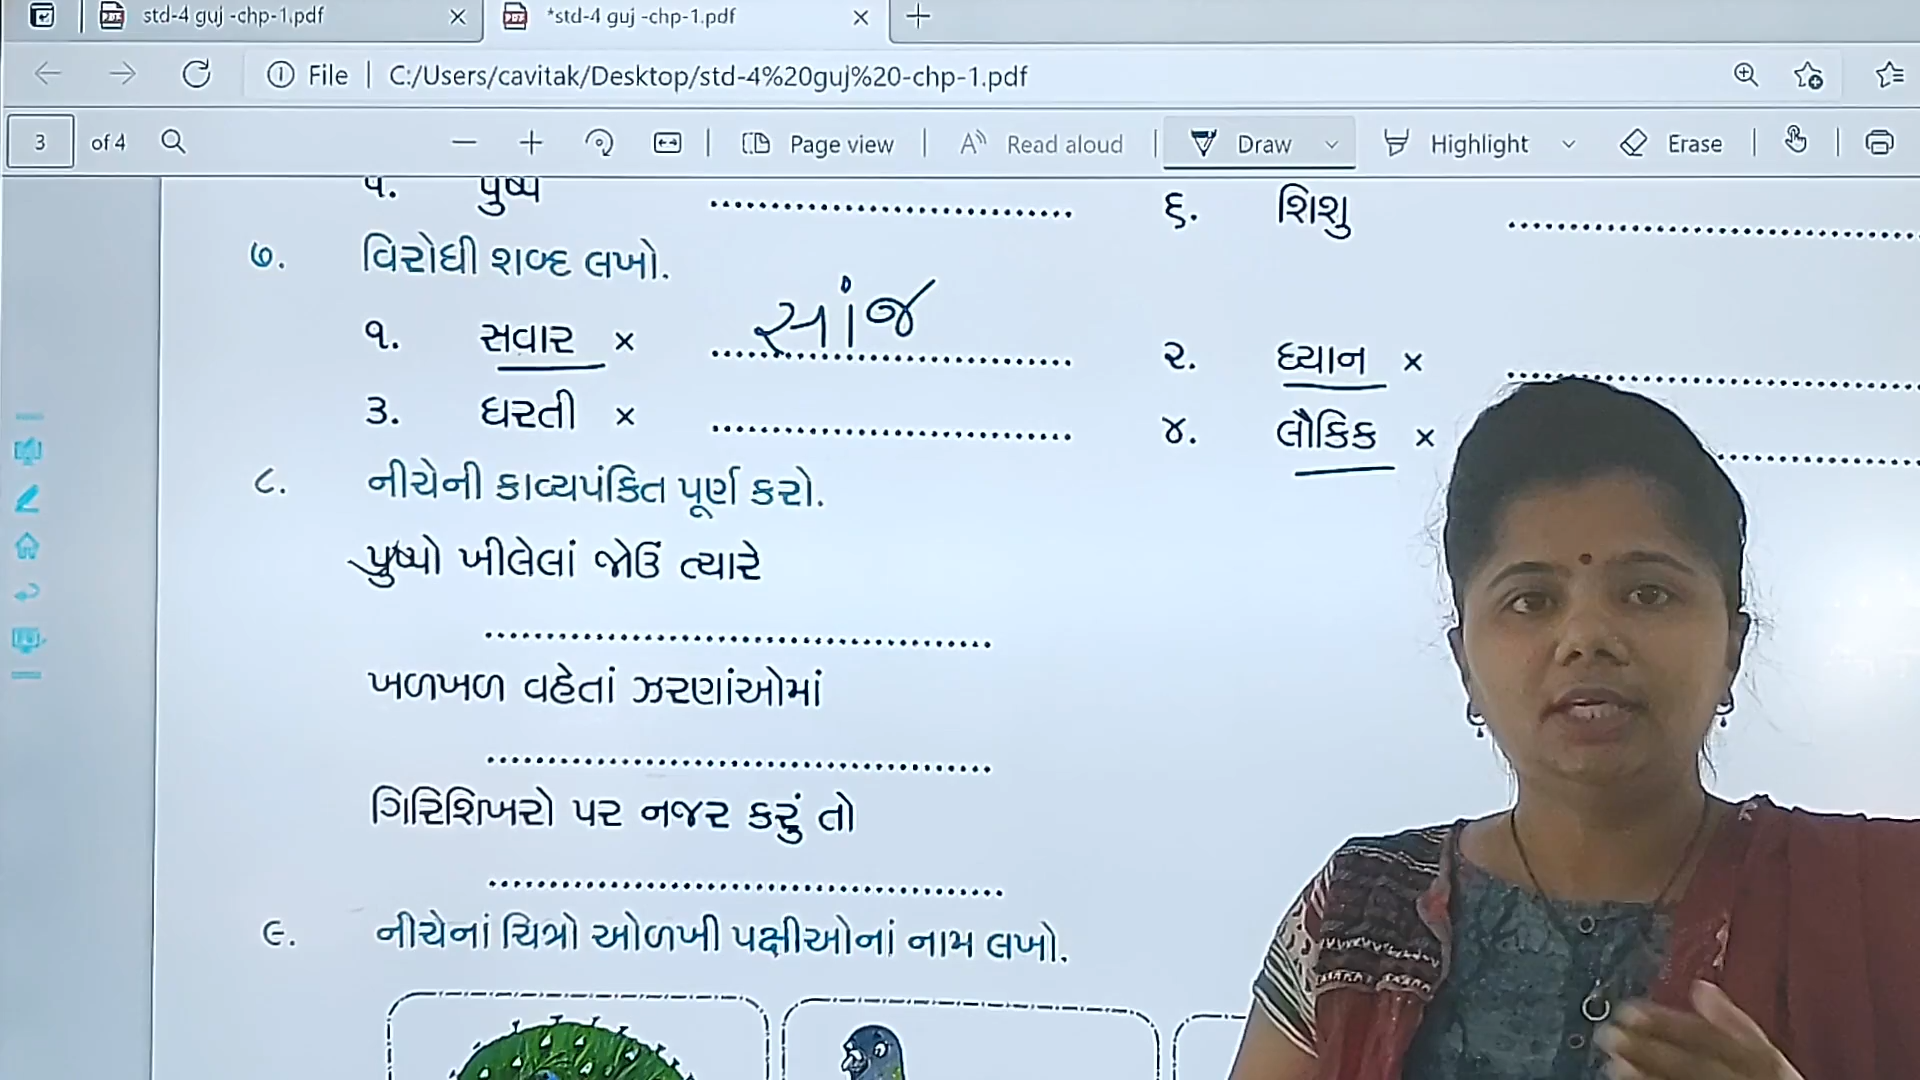 std-4 guj -chp-1.pdf
*std-4 guj -chp-1.pdf
File | C:/Users/cavitak/Desktop/std-4%20guj%20-chp-1.pdf
3 of 4 Page view Read aloud Draw Highlight Erase
૫. પુષ્પ ૬. શિશુ
૭. વિરોધી શબ્દ લખો.
૧. સવાર × સાંજ ૨. ધ્યાન ×
૩. ધરતી × ૪. લૌકિક ×
૮. નીચેની કાવ્યપંકિત પૂર્ણ કરો.
પુષ્પો ખીલેલાં જોઉં ત્યારે
ખળખળ વહેતાં ઝરણાંઓમાં
ગિરિશિખરો પર નજર કરું તો
૯. નીચેનાં ચિત્રો ઓળખી પક્ષીઓનાં નામ લખો.